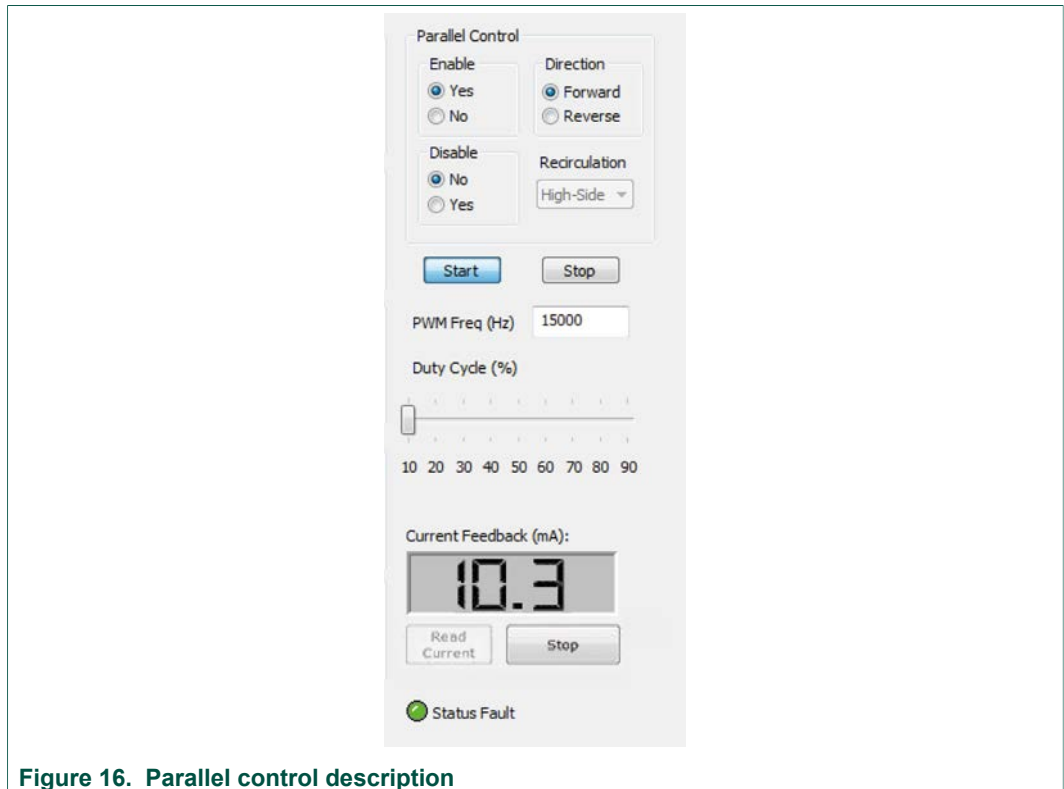 Parallel Control
Enable
Yes
No
Direction
Forward
Reverse
Disable
No
Yes
Recirculation
High-Side
Start
Stop
PWM Freq (Hz)
15000
Duty Cycle (%)
10 20 30 40 50 60 70 80 90
Current Feedback (mA):
10.3
Read
Current
Stop
Status Fault
Figure 16. Parallel control description